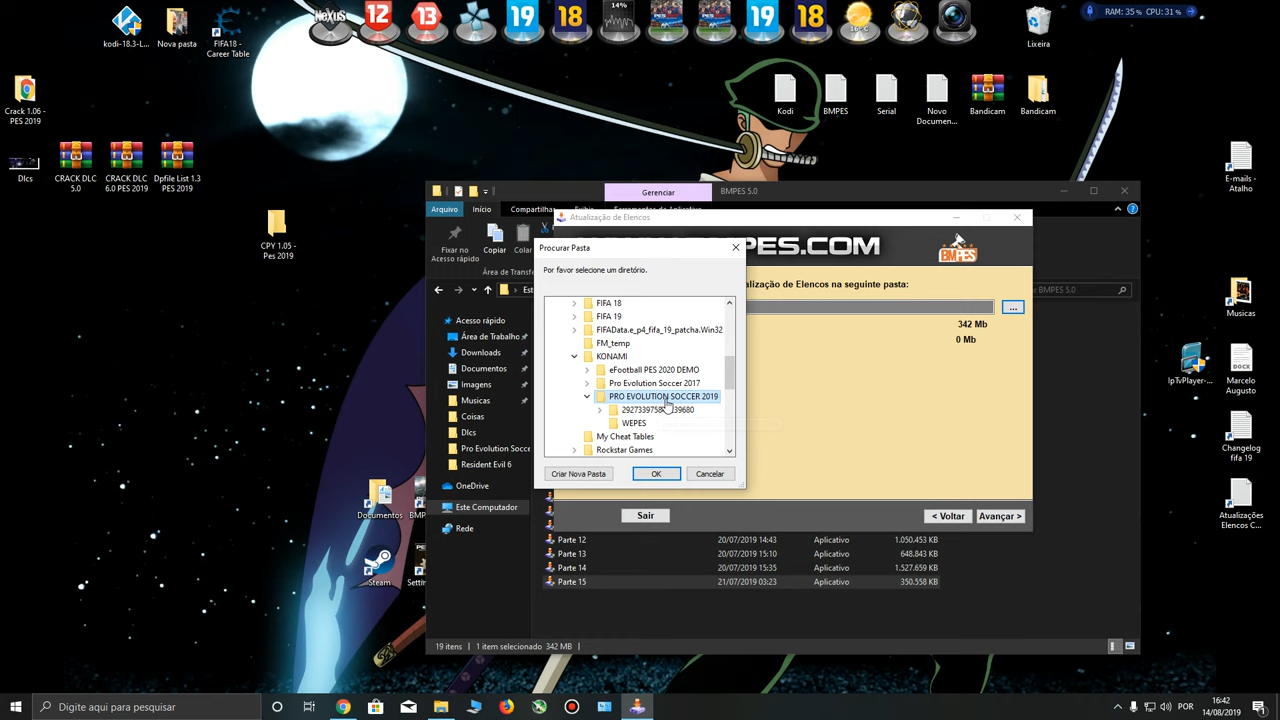 NeXuS
12
13
19
18
14%
19
18
16°C
RAM: 35 %
CPU: 31 %
kodi-18.3-L...
Nova pasta
FIFA18 -
Career Table
Lixeira
Crack 1.06 -
PES 2019
Kodi
BMPES
Serial
Novo
Documen...
Bandicam
Bandicam
Dlcs
CRACK DLC
5.0
CRACK DLC
6.0 PES 2019
Dpfile List 1.3
PES 2019
E-mails -
Atalho
CPY 1.05 -
Pes 2019
Gerenciar
BMPES 5.0
Arquivo
Início
Compartilhar
Atualização de Elencos
Fixar no
Acesso rápido
Copiar
Colar
Área de Transfe
Est
BMPES 5.0
PES.COM
BMPES
alização de Elencos na seguinte pasta:
...
342 Mb
0 Mb
Procurar Pasta
Por favor selecione um diretório.
FIFA 18
FIFA 19
FIFAData.e_p4_fifa_19_patcha.Win32
FM_temp
KONAMI
eFootball PES 2020 DEMO
Pro Evolution Soccer 2017
PRO EVOLUTION SOCCER 2019
WEPES
My Cheat Tables
Rockstar Games
Criar Nova Pasta
OK
Cancelar
Sair
< Voltar
Avançar >
Acesso rápido
Área de Trabalho
Downloads
Documentos
Imagens
Musicas
Coisas
Dlcs
Pro Evolution Soccer
Resident Evil 6
OneDrive
Este Computador
Rede
Musicas
IpTvPlayer-...
Marcelo
Augusto
Changelog
fifa 19
Atualizações
Elencos C...
Documentos
Steam
Parte 12
20/07/2019 14:43
Aplicativo
1.050.453 KB
Parte 13
20/07/2019 15:10
Aplicativo
648.843 KB
Parte 14
20/07/2019 15:35
Aplicativo
1.527.659 KB
Parte 15
21/07/2019 03:23
Aplicativo
350.558 KB
19 itens
1 item selecionado 342 MB
Digite aqui para pesquisar
POR
16:42
14/08/2019